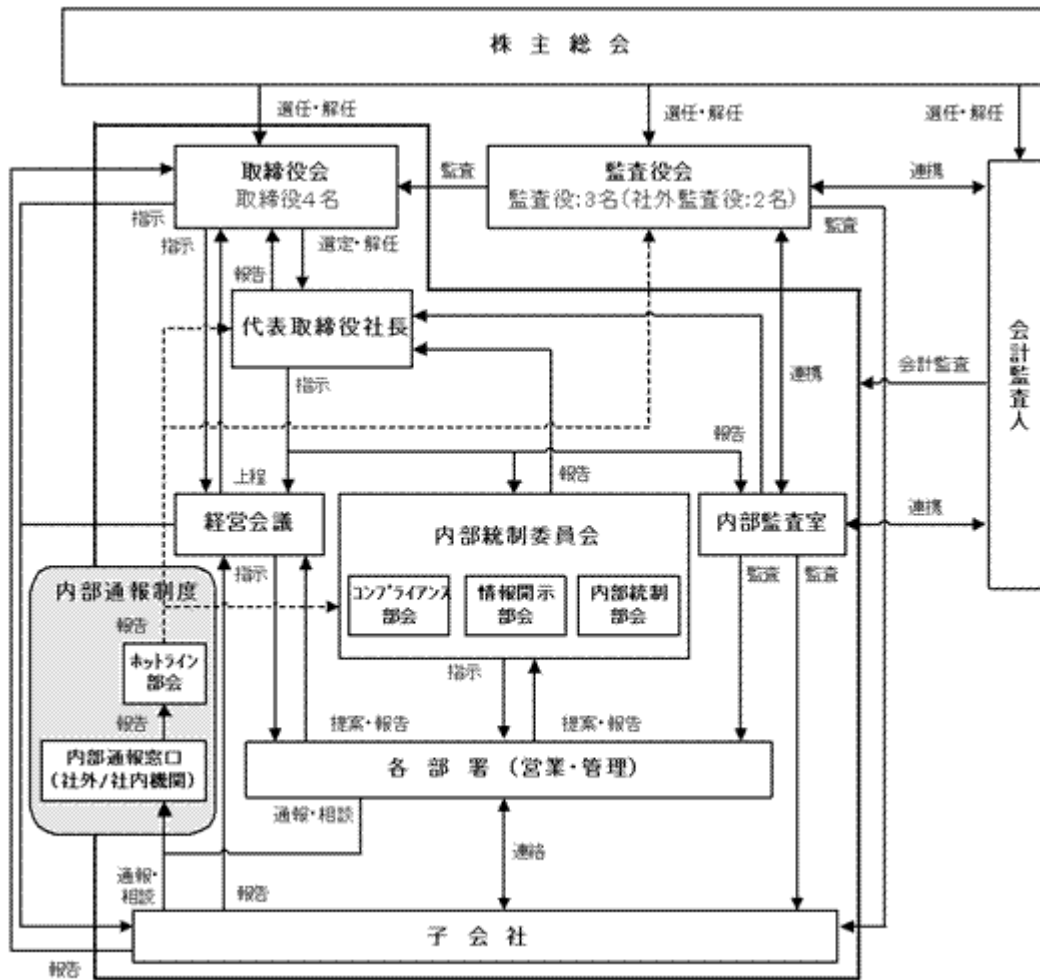 株主総会
選任・解任
選任・解任
選任・解任
取締役会
取締役4名
監査
監査役会
監査役:3名(社外監査役:2名)
連携
監査
指示
指示
選定・解任
報告
代表取締役社長
会計監査人
指示
連携
会計監査
報告
上程
報告
経営会議
内部統制委員会
内部監査室
連携
指示
監査
監査
内部通報制度
コンプライアンス
部会
情報開示
部会
内部統制
部会
報告
ホットライン
部会
指示
報告
提案・報告
提案・報告
内部通報窓口
(社外/社内機関)
各部署(営業・管理)
通報・相談
連絡
通報・
相談
報告
子会社
報告